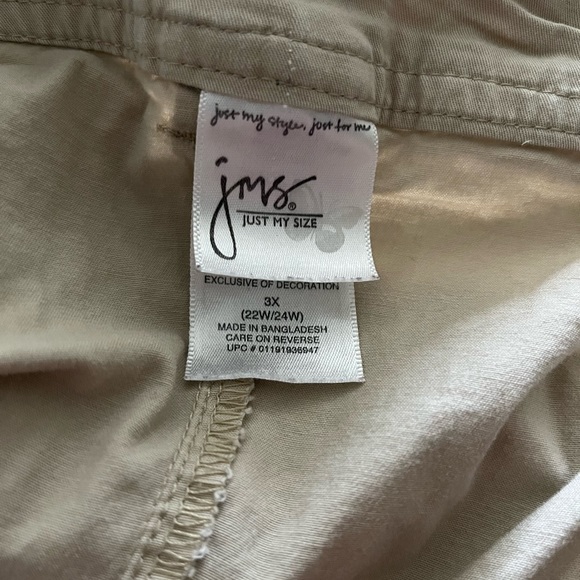 just my style, just for me
jms®
JUST MY SIZE
EXCLUSIVE OF DECORATION
3X
(22W/24W)
MADE IN BANGLADESH
CARE ON REVERSE
UPC # 01191936947